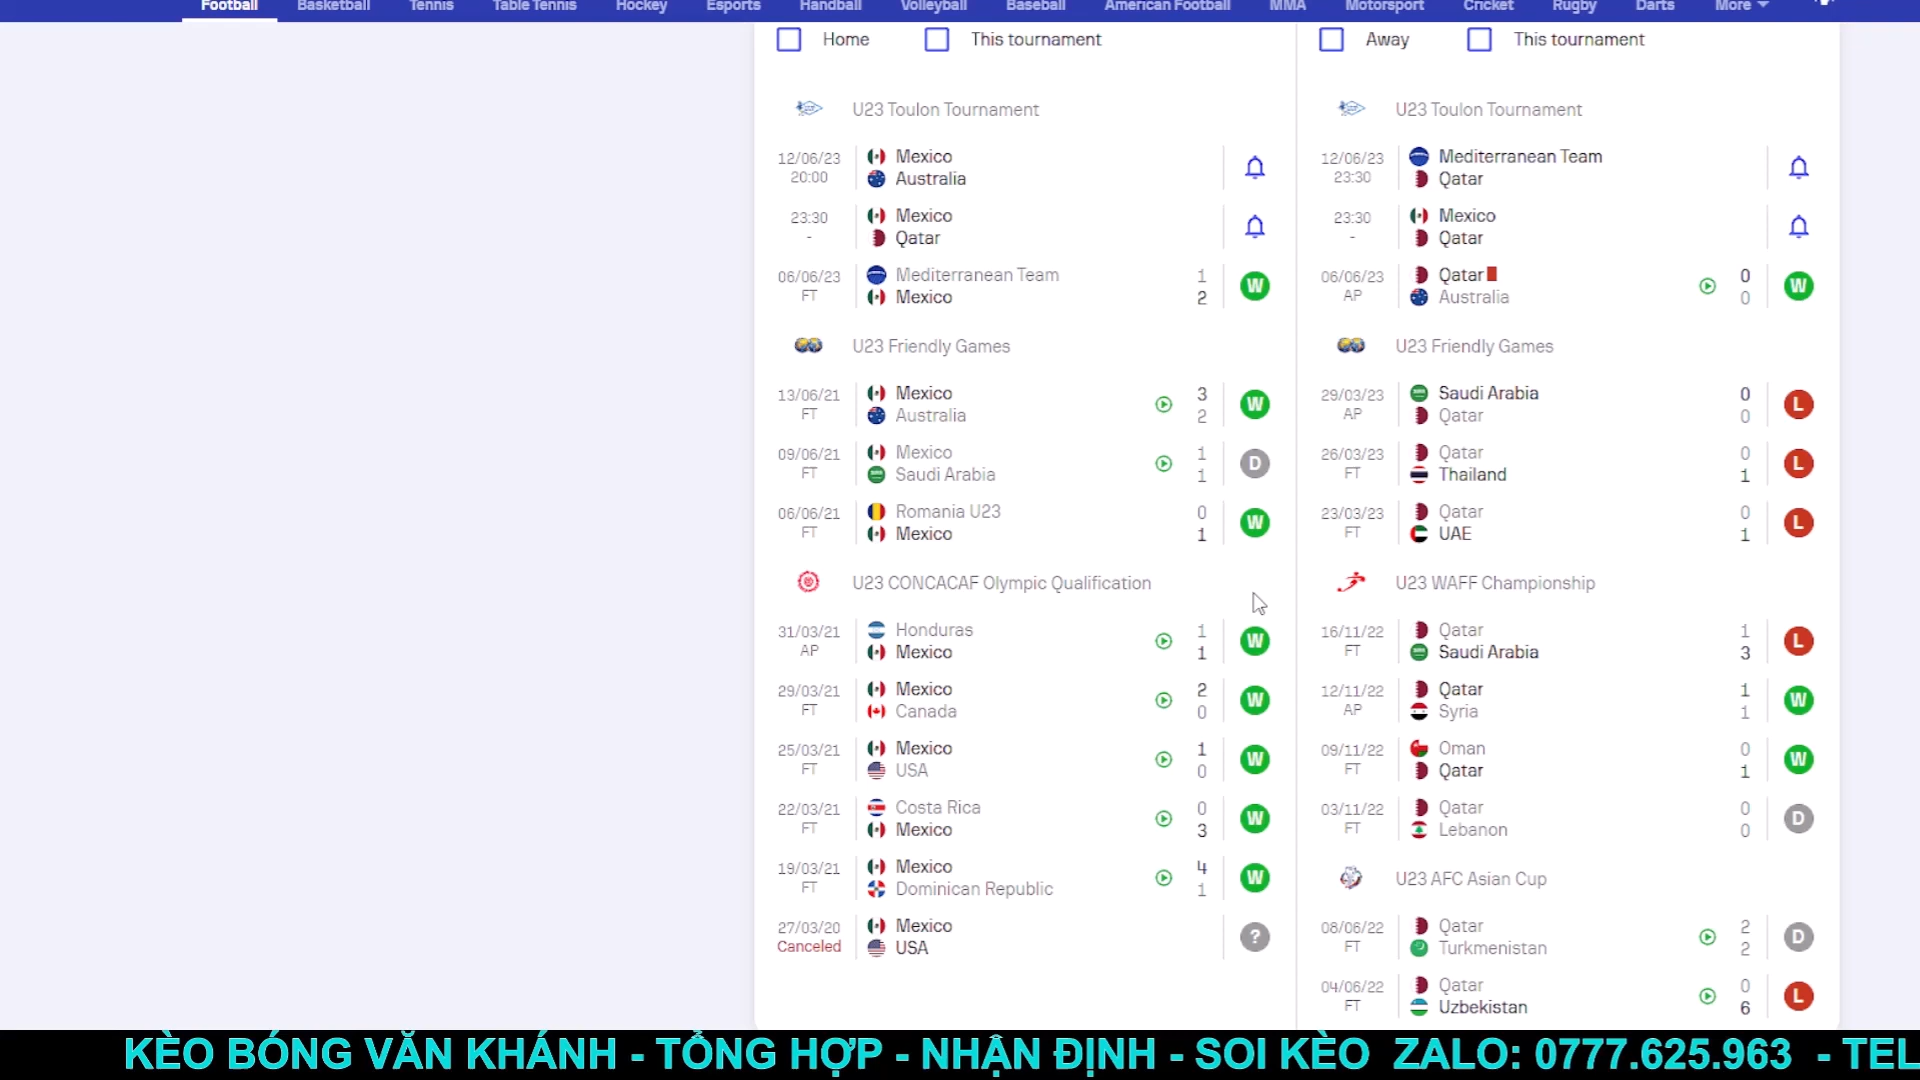 Football Basketball Tennis Table Tennis Hockey Esports Handball Volleyball Baseball American Football MMA Motorsport Cricket Rugby Darts More
Home This tournament
U23 Toulon Tournament
12/06/23 Mexico
20:00 Australia
23:30 Mexico
- Qatar
06/06/23 Mediterranean Team 1 W
FT Mexico 2
U23 Friendly Games
13/06/21 Mexico 3 W
FT Australia 2
09/06/21 Mexico 1 D
FT Saudi Arabia 1
06/06/21 Romania U23 0 W
FT Mexico 1
U23 CONCACAF Olympic Qualification
31/03/21 Honduras 1 W
AP Mexico 1
29/03/21 Mexico 2 W
FT Canada 0
25/03/21 Mexico 1 W
FT USA 0
22/03/21 Costa Rica 0 W
FT Mexico 3
19/03/21 Mexico 4 W
FT Dominican Republic 1
27/03/20 Mexico ?
Canceled USA
Away This tournament
U23 Toulon Tournament
12/06/23 Mediterranean Team
23:30 Qatar
23:30 Mexico
- Qatar
06/06/23 Qatar 0 W
AP Australia 0
U23 Friendly Games
29/03/23 Saudi Arabia 0 L
AP Qatar 0
26/03/23 Qatar 0 L
FT Thailand 1
23/03/23 Qatar 0 L
FT UAE 1
U23 WAFF Championship
16/11/22 Qatar 1 L
FT Saudi Arabia 3
12/11/22 Qatar 1 W
AP Syria 1
09/11/22 Oman 0 W
FT Qatar 1
03/11/22 Qatar 0 D
FT Lebanon 0
U23 AFC Asian Cup
08/06/22 Qatar 2 D
FT Turkmenistan 2
04/06/22 Qatar 0 L
FT Uzbekistan 6
KÈO BÓNG VĂN KHÁNH - TỔNG HỢP - NHẬN ĐỊNH - SOI KÈO ZALO: 0777.625.963 - TEL